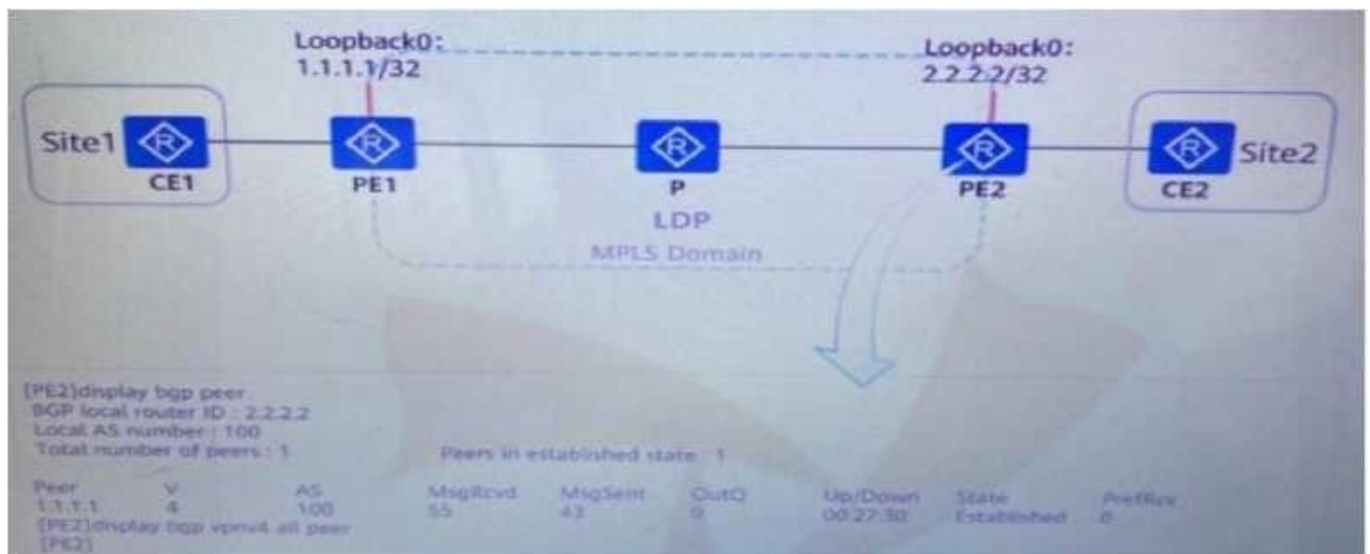 Loopback0:
1.1.1.1/32
Loopback0:
2.2.2.2/32
Site1
CE1
PE1
P
PE2
CE2
Site2
LDP
MPLS Domain
[PE2]display bgp peer
BGP local router ID : 2.2.2.2
Local AS number : 100
Total number of peers : 1 Peers in established state : 1
Peer V AS MsgRcvd MsgSent OutQ Up/Down State PrefRcv
1.1.1.1 4 100 55 43 0 00:27:30 Established 0
[PE2]display bgp vpnv4 all peer
[PE2]